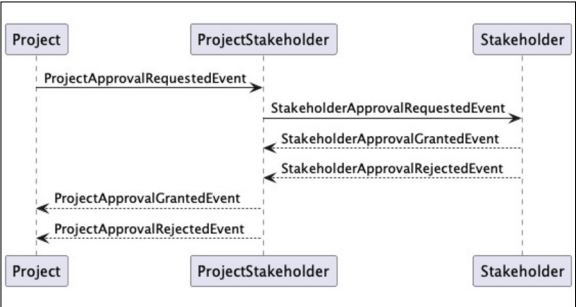 Project ProjectStakeholder Stakeholder
ProjectApprovalRequestedEvent
StakeholderApprovalRequestedEvent
StakeholderApprovalGrantedEvent
StakeholderApprovalRejectedEvent
ProjectApprovalGrantedEvent
ProjectApprovalRejectedEvent
Project ProjectStakeholder Stakeholder